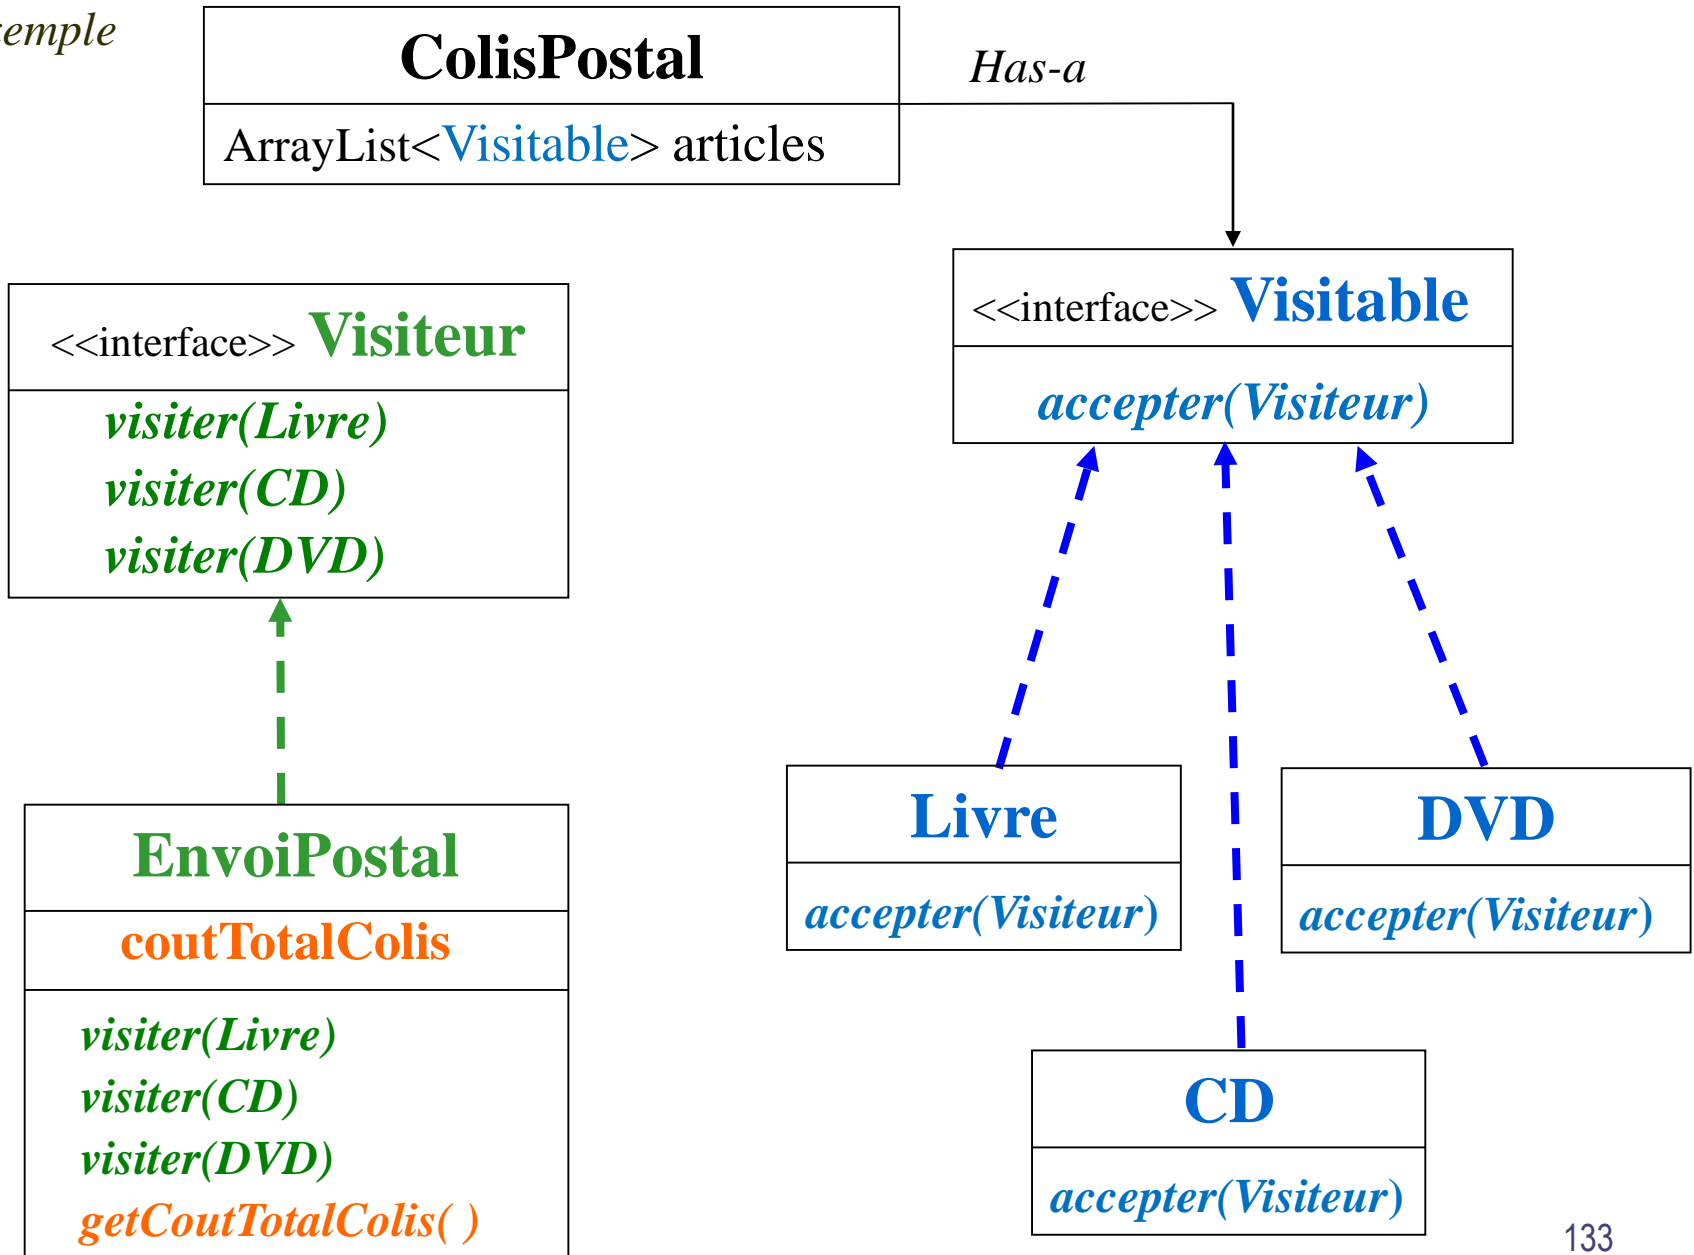 ColisPostal
Has-a
ArrayList<Visitable> articles
<<interface>> Visiteur
visiter(Livre)
visiter(CD)
visiter(DVD)
<<interface>> Visitable
accepter(Visiteur)
EnvoiPostal
coutTotalColis
visiter(Livre)
visiter(CD)
visiter(DVD)
getCoutTotalColis( )
Livre
accepter(Visiteur)
DVD
accepter(Visiteur)
CD
accepter(Visiteur)
133